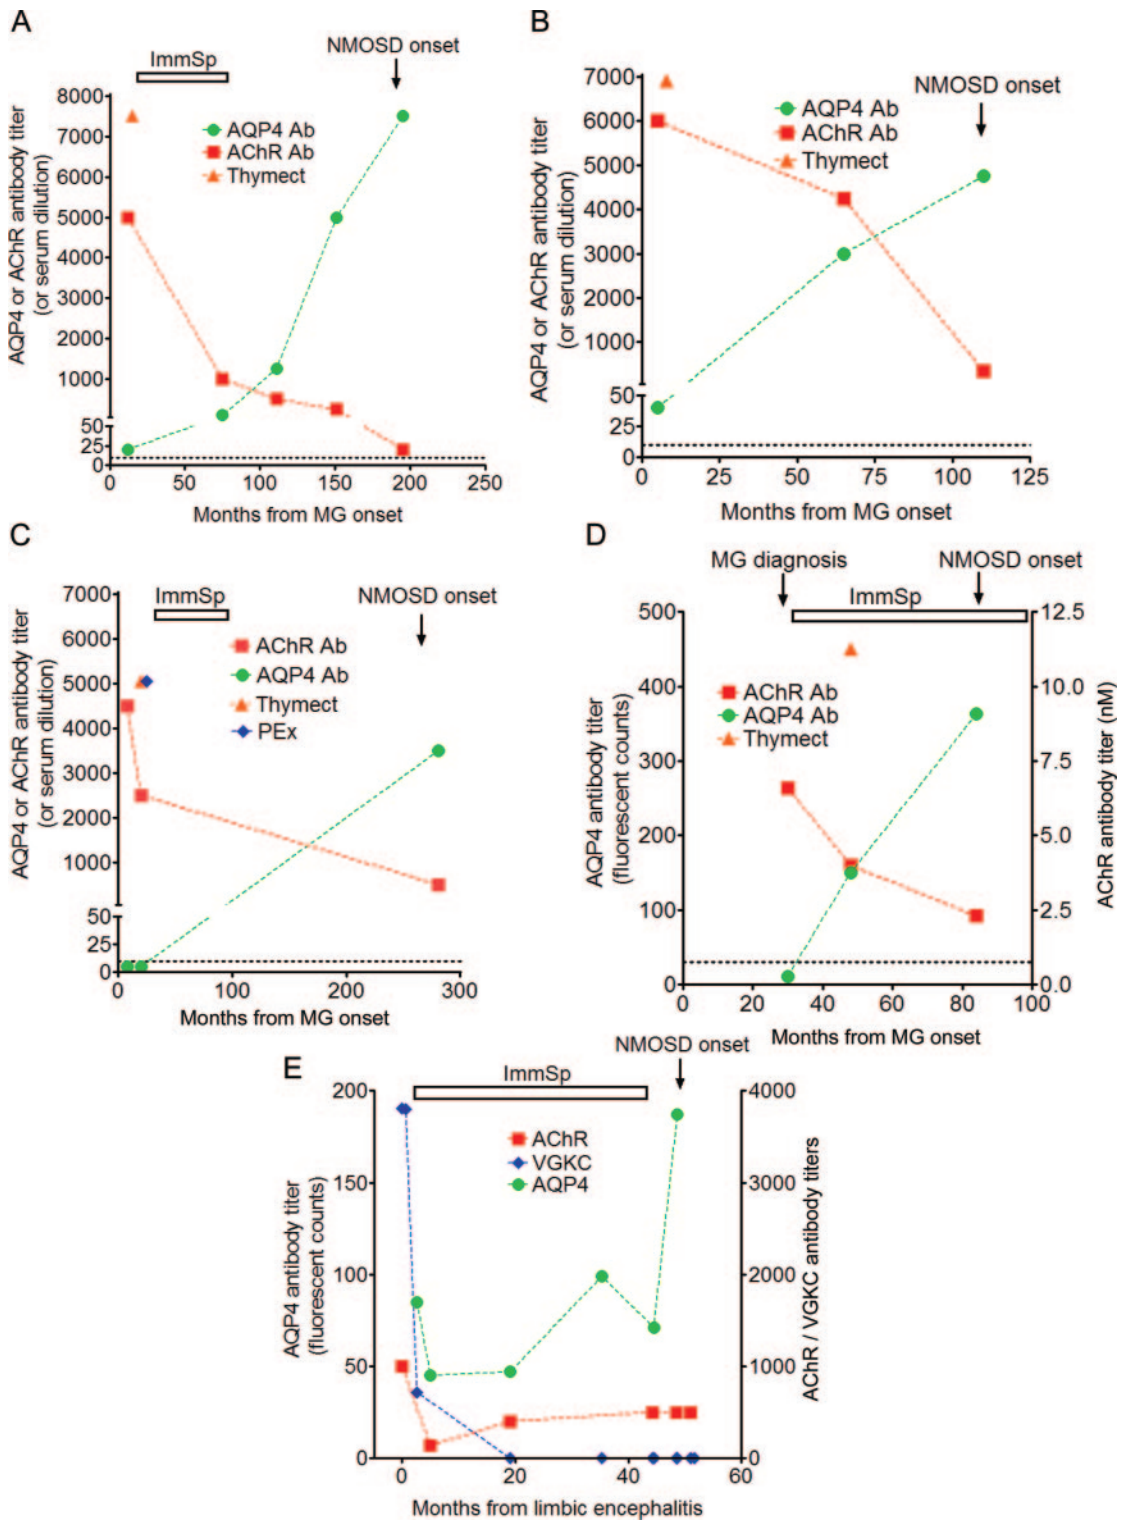 A
ImmSp
NMOSD onset
8000
7000
6000
5000
4000
3000
2000
1000
50
25
0
AQP4 Ab
AChR Ab
Thymect
AQP4 or AChR antibody titer
(or serum dilution)
0 50 100 150 200 250
Months from MG onset
B
NMOSD onset
7000
6000
5000
4000
3000
2000
1000
50
25
0
AQP4 Ab
AChR Ab
Thymect
AQP4 or AChR antibody titer
(or serum dilution)
0 25 50 75 100 125
Months from MG onset
C
ImmSp
NMOSD onset
7000
6000
5000
4000
3000
2000
1000
50
25
0
AChR Ab
AQP4 Ab
Thymect
PEx
AQP4 or AChR antibody titer
(or serum dilution)
0 100 200 300
Months from MG onset
D
MG diagnosis
NMOSD onset
ImmSp
500
400
300
200
100
0
AChR Ab
AQP4 Ab
Thymect
AQP4 antibody titer
(fluorescent counts)
12.5
10.0
7.5
5.0
2.5
0.0
AChR antibody titer (nM)
0 20 40 60 80 100
Months from MG onset
E
NMOSD onset
ImmSp
200
150
100
50
0
AChR
VGKC
AQP4
AQP4 antibody titer
(fluorescent counts)
4000
3000
2000
1000
0
AChR / VGKC antibody titers
0 20 40 60
Months from limbic encephalitis